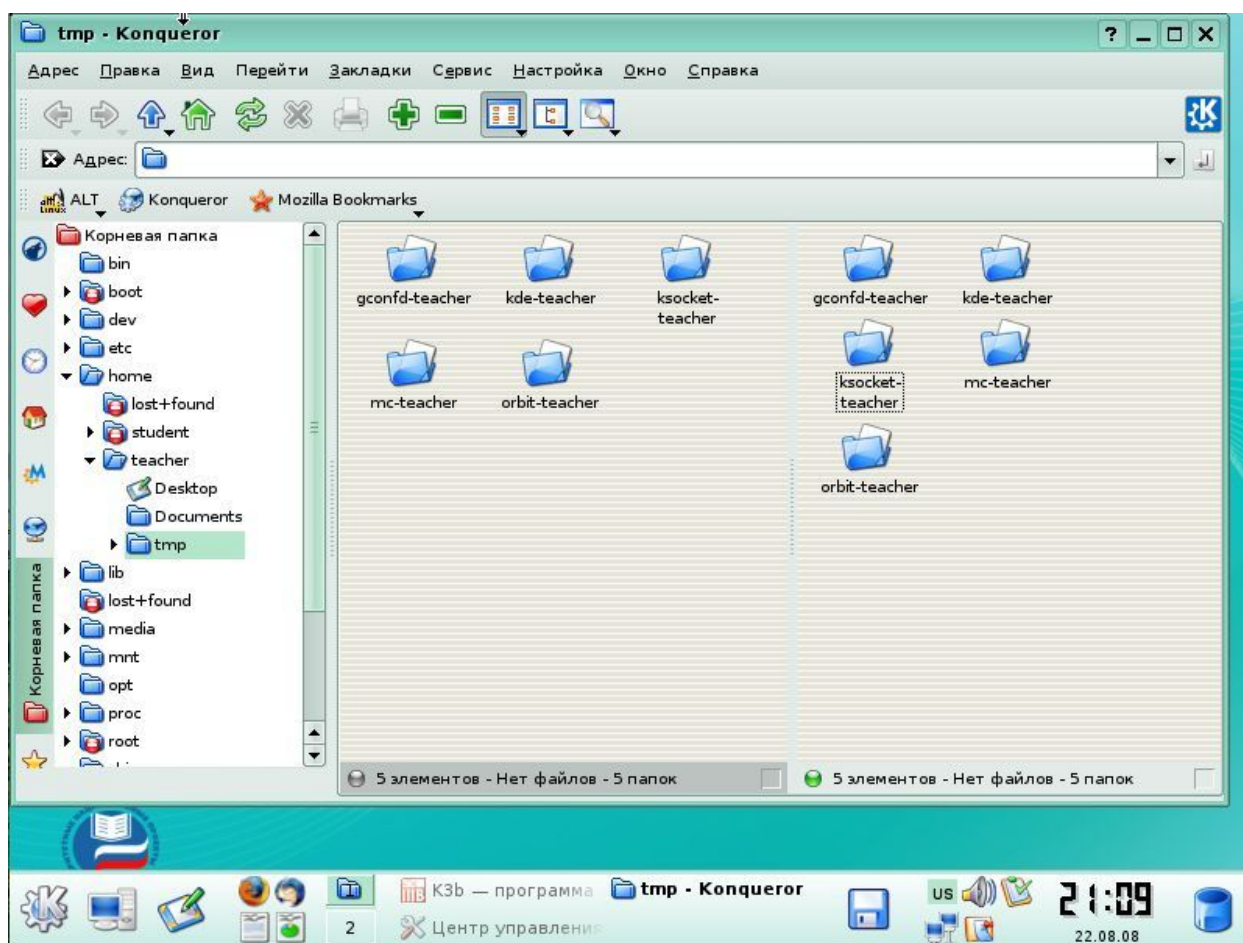 tmp - Konqueror
Адрес Правка Вид Перейти Закладки Сервис Настройка Окно Справка
Адрес:
ALT Konqueror Mozilla Bookmarks
Корневая папка
Корневая папка
bin
boot
dev
etc
home
lost+found
student
teacher
Desktop
Documents
tmp
lib
lost+found
media
mnt
opt
proc
root
gconfd-teacher kde-teacher ksocket-
teacher
mc-teacher orbit-teacher
gconfd-teacher kde-teacher
ksocket-
teacher
mc-teacher
orbit-teacher
5 элементов - Нет файлов - 5 папок
5 элементов - Нет файлов - 5 папок
K3b — программа
tmp - Konqueror
2
Центр управления
US
21:09
22.08.08